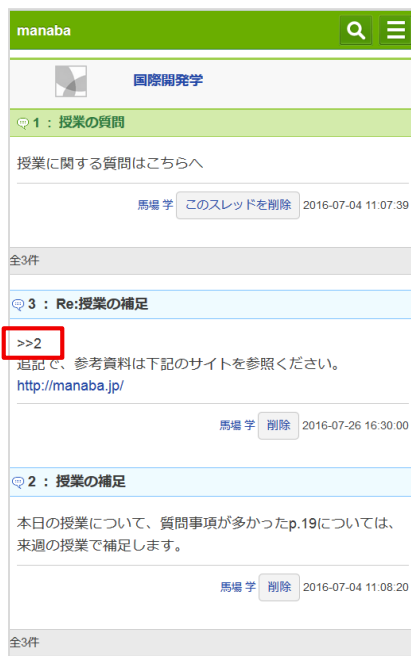 manaba
国際開発学
1 : 授業の質問
授業に関する質問はこちらへ
馬場 学 このスレッドを削除 2016-07-04 11:07:39
全3件
3 : Re:授業の補足
>>2
追記で、参考資料は下記のサイトを参照ください。
http://manaba.jp/
馬場 学 削除 2016-07-26 16:30:00
2 : 授業の補足
本日の授業について、質問事項が多かったp.19については、
来週の授業で補足します。
馬場 学 削除 2016-07-04 11:08:20
全3件